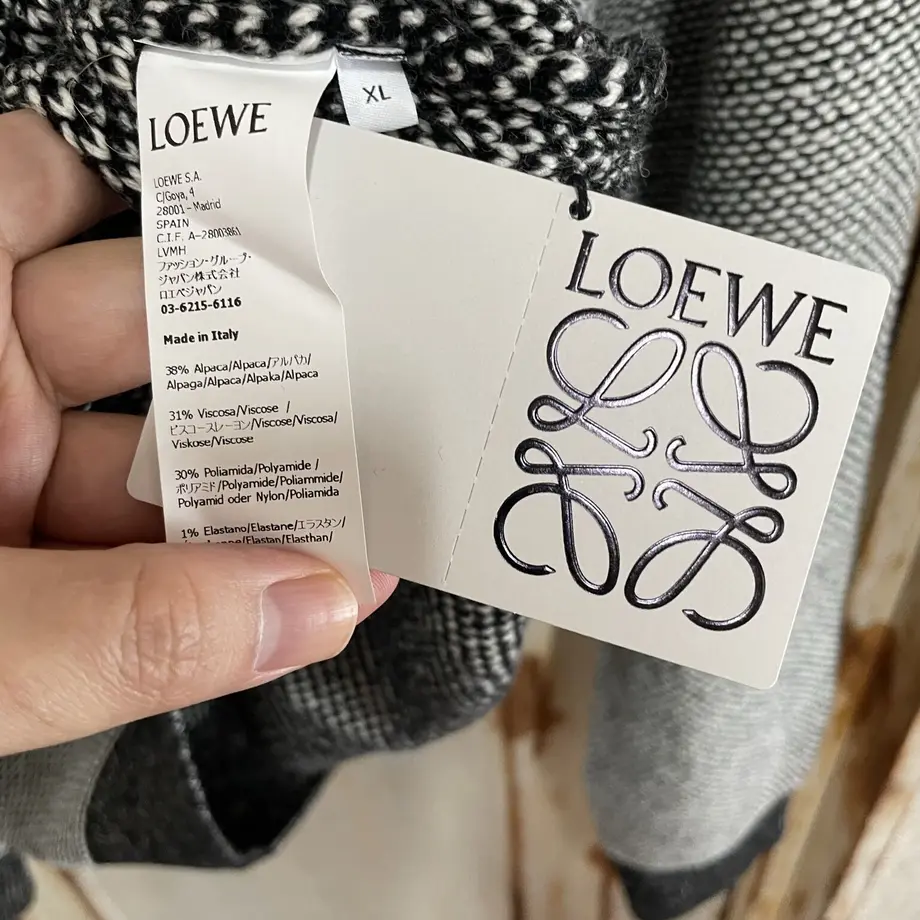 LOEWE
XL
LOEWE S.A.
C/Goya, 4
28001 - Madrid
SPAIN
C.I.F. A-28003861
LVMH
ファッション・グループ・
ジャパン株式会社
ロエベジャパン
03-6215-6116
Made in Italy
38% Alpaca/Alpaca/アルパカ/
Alpaga/Alpaca/Alpaka/Alpaca
31% Viscosa/Viscose /
ビスコースレーヨン/Viscose/Viscosa/
Viskose/Viscose
30% Poliamida/Polyamide /
ポリアミド/Polyamide/Poliammide/
Polyamid oder Nylon/Poliamida
1% Elastano/Elastane/エラスタン/
/Elastan/Elasthan/
LOEWE